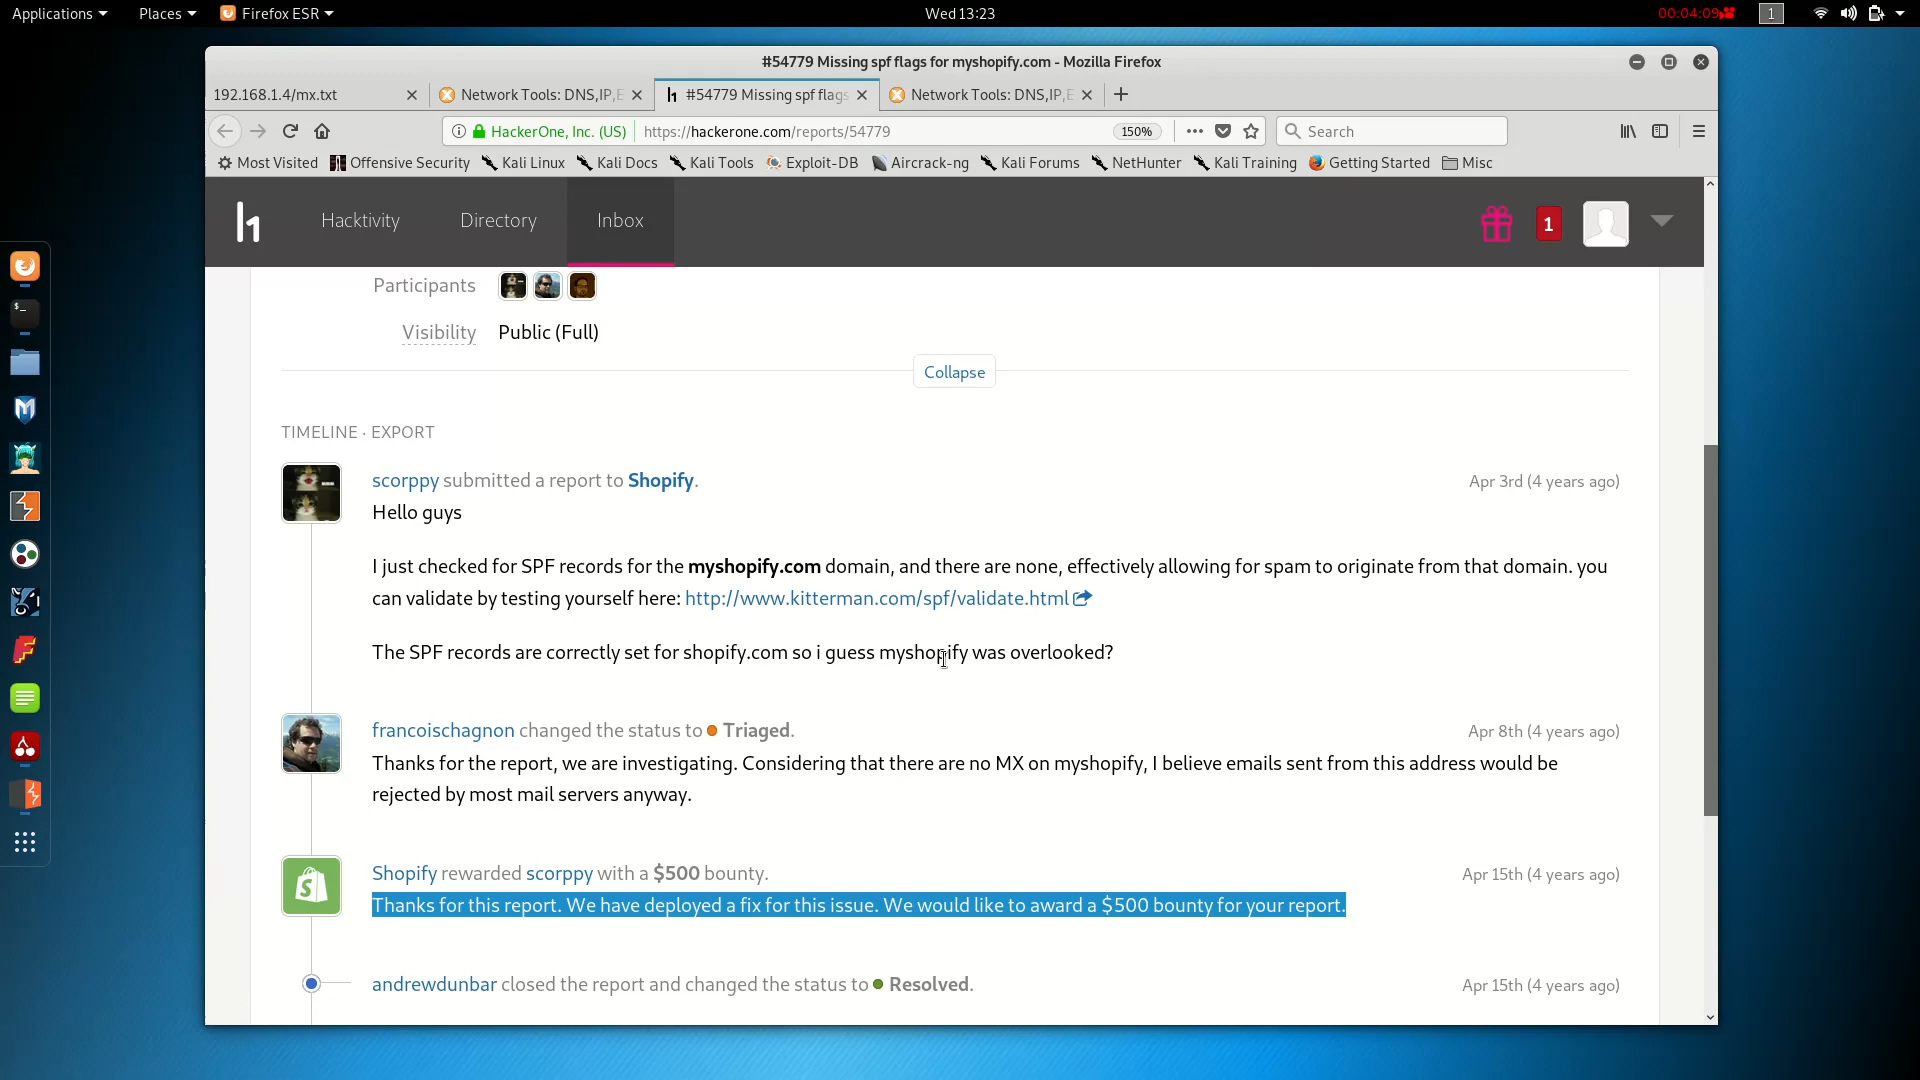 Applications Places Firefox ESR Wed 13:23 00:04:09 1
#54779 Missing spf flags for myshopify.com - Mozilla Firefox
192.168.1.4/mx.txt Network Tools: DNS,IP,E #54779 Missing spf flags Network Tools: DNS,IP,E
HackerOne, Inc. (US) https://hackerone.com/reports/54779 150% Search
Most Visited Offensive Security Kali Linux Kali Docs Kali Tools Exploit-DB Aircrack-ng Kali Forums NetHunter Kali Training Getting Started Misc
h1 Hacktivity Directory Inbox 1
Participants
Visibility Public (Full)
Collapse
TIMELINE · EXPORT
scorppy submitted a report to Shopify. Apr 3rd (4 years ago)
Hello guys
I just checked for SPF records for the myshopify.com domain, and there are none, effectively allowing for spam to originate from that domain. you
can validate by testing yourself here: http://www.kitterman.com/spf/validate.html
The SPF records are correctly set for shopify.com so i guess myshopify was overlooked?
francoischagnon changed the status to Triaged. Apr 8th (4 years ago)
Thanks for the report, we are investigating. Considering that there are no MX on myshopify, I believe emails sent from this address would be
rejected by most mail servers anyway.
Shopify rewarded scorppy with a $500 bounty. Apr 15th (4 years ago)
Thanks for this report. We have deployed a fix for this issue. We would like to award a $500 bounty for your report.
andrewdunbar closed the report and changed the status to Resolved. Apr 15th (4 years ago)